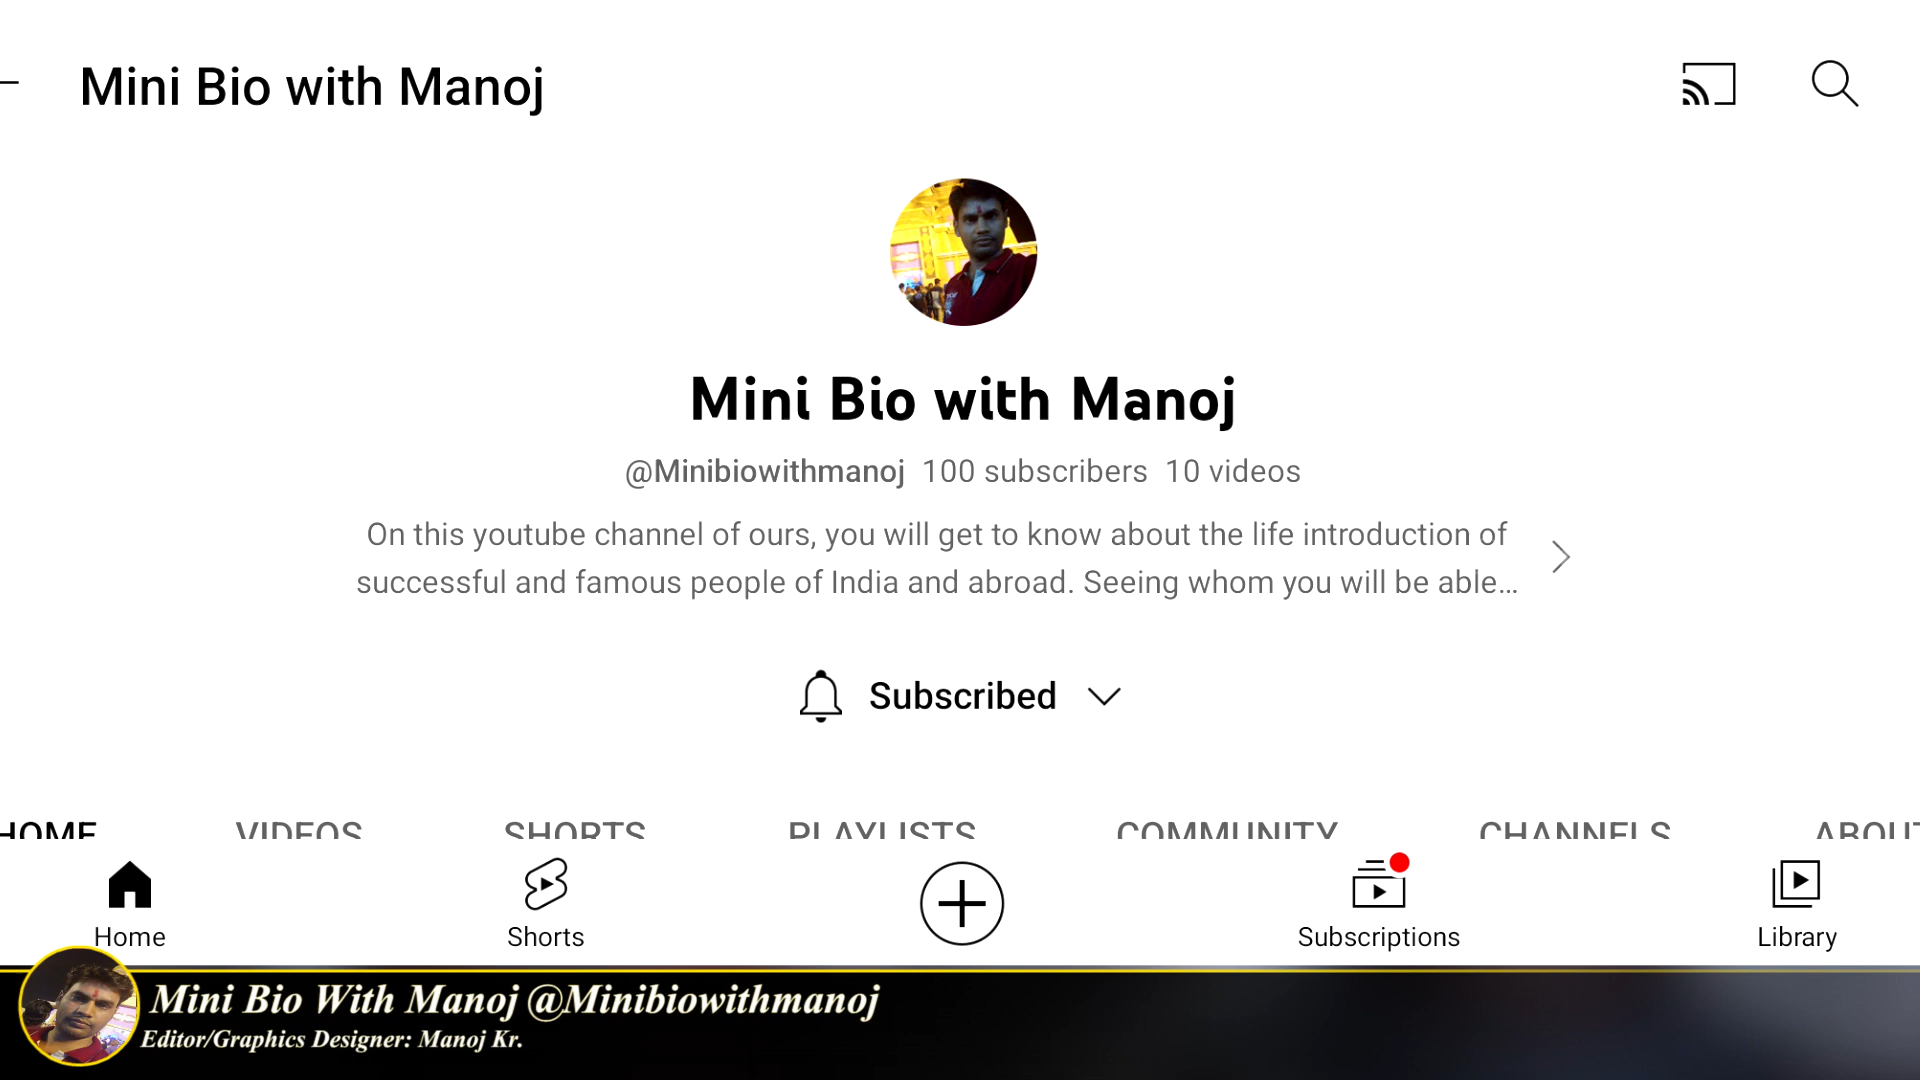 Mini Bio with Manoj
Mini Bio with Manoj
@Minibiowithmanoj 100 subscribers 10 videos
On this youtube channel of ours, you will get to know about the life introduction of
successful and famous people of India and abroad. Seeing whom you will be able...
Subscribed
HOME VIDEOS SHORTS PLAYLISTS COMMUNITY CHANNELS ABOUT
Home Shorts Subscriptions Library
Mini Bio With Manoj @Minibiowithmanoj
Editor/Graphics Designer: Manoj Kr.